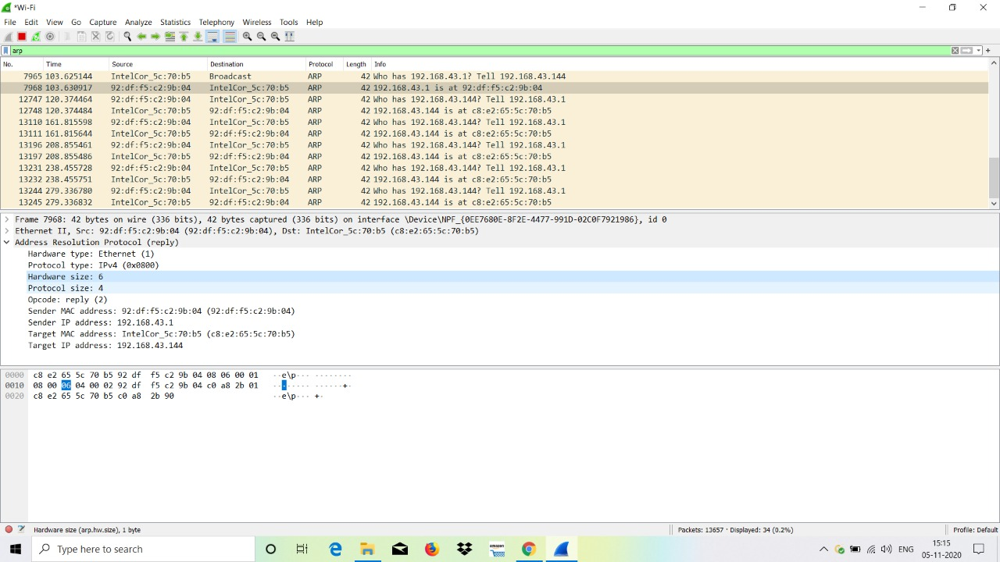 *Wi-Fi
File Edit View Go Capture Analyze Statistics Telephony Wireless Tools Help
arp
No. Time Source Destination Protocol Length Info
7965 103.625144 IntelCor_5c:70:b5 Broadcast ARP 42 Who has 192.168.43.1? Tell 192.168.43.144
7968 103.630917 92:df:f5:c2:9b:04 IntelCor_5c:70:b5 ARP 42 192.168.43.1 is at 92:df:f5:c2:9b:04
12747 120.374464 92:df:f5:c2:9b:04 IntelCor_5c:70:b5 ARP 42 Who has 192.168.43.144? Tell 192.168.43.1
12748 120.374484 IntelCor_5c:70:b5 92:df:f5:c2:9b:04 ARP 42 192.168.43.144 is at c8:e2:65:5c:70:b5
13110 161.815598 92:df:f5:c2:9b:04 IntelCor_5c:70:b5 ARP 42 Who has 192.168.43.144? Tell 192.168.43.1
13111 161.815644 IntelCor_5c:70:b5 92:df:f5:c2:9b:04 ARP 42 192.168.43.144 is at c8:e2:65:5c:70:b5
13196 208.855461 92:df:f5:c2:9b:04 IntelCor_5c:70:b5 ARP 42 Who has 192.168.43.144? Tell 192.168.43.1
13197 208.855486 IntelCor_5c:70:b5 92:df:f5:c2:9b:04 ARP 42 192.168.43.144 is at c8:e2:65:5c:70:b5
13231 238.455728 92:df:f5:c2:9b:04 IntelCor_5c:70:b5 ARP 42 Who has 192.168.43.144? Tell 192.168.43.1
13232 238.455751 IntelCor_5c:70:b5 92:df:f5:c2:9b:04 ARP 42 192.168.43.144 is at c8:e2:65:5c:70:b5
13244 279.336780 92:df:f5:c2:9b:04 IntelCor_5c:70:b5 ARP 42 Who has 192.168.43.144? Tell 192.168.43.1
13245 279.336832 IntelCor_5c:70:b5 92:df:f5:c2:9b:04 ARP 42 192.168.43.144 is at c8:e2:65:5c:70:b5
Frame 7968: 42 bytes on wire (336 bits), 42 bytes captured (336 bits) on interface \Device\NPF_{0EE7680E-8F2E-4477-991D-02C0F7921986}, id 0
Ethernet II, Src: 92:df:f5:c2:9b:04 (92:df:f5:c2:9b:04), Dst: IntelCor_5c:70:b5 (c8:e2:65:5c:70:b5)
Address Resolution Protocol (reply)
Hardware type: Ethernet (1)
Protocol type: IPv4 (0x0800)
Hardware size: 6
Protocol size: 4
Opcode: reply (2)
Sender MAC address: 92:df:f5:c2:9b:04 (92:df:f5:c2:9b:04)
Sender IP address: 192.168.43.1
Target MAC address: IntelCor_5c:70:b5 (c8:e2:65:5c:70:b5)
Target IP address: 192.168.43.144
0000 c8 e2 65 5c 70 b5 92 df f5 c2 9b 04 08 06 00 01 ··e\p··· ········
0010 08 00 06 04 00 02 92 df f5 c2 9b 04 c0 a8 2b 01 ········ ······+·
0020 c8 e2 65 5c 70 b5 c0 a8 2b 90 ··e\p··· +·
Hardware size (arp.hw.size), 1 byte Packets: 13657 · Displayed: 34 (0.2%) Profile: Default
Type here to search amazon ENG 15:15
05-11-2020